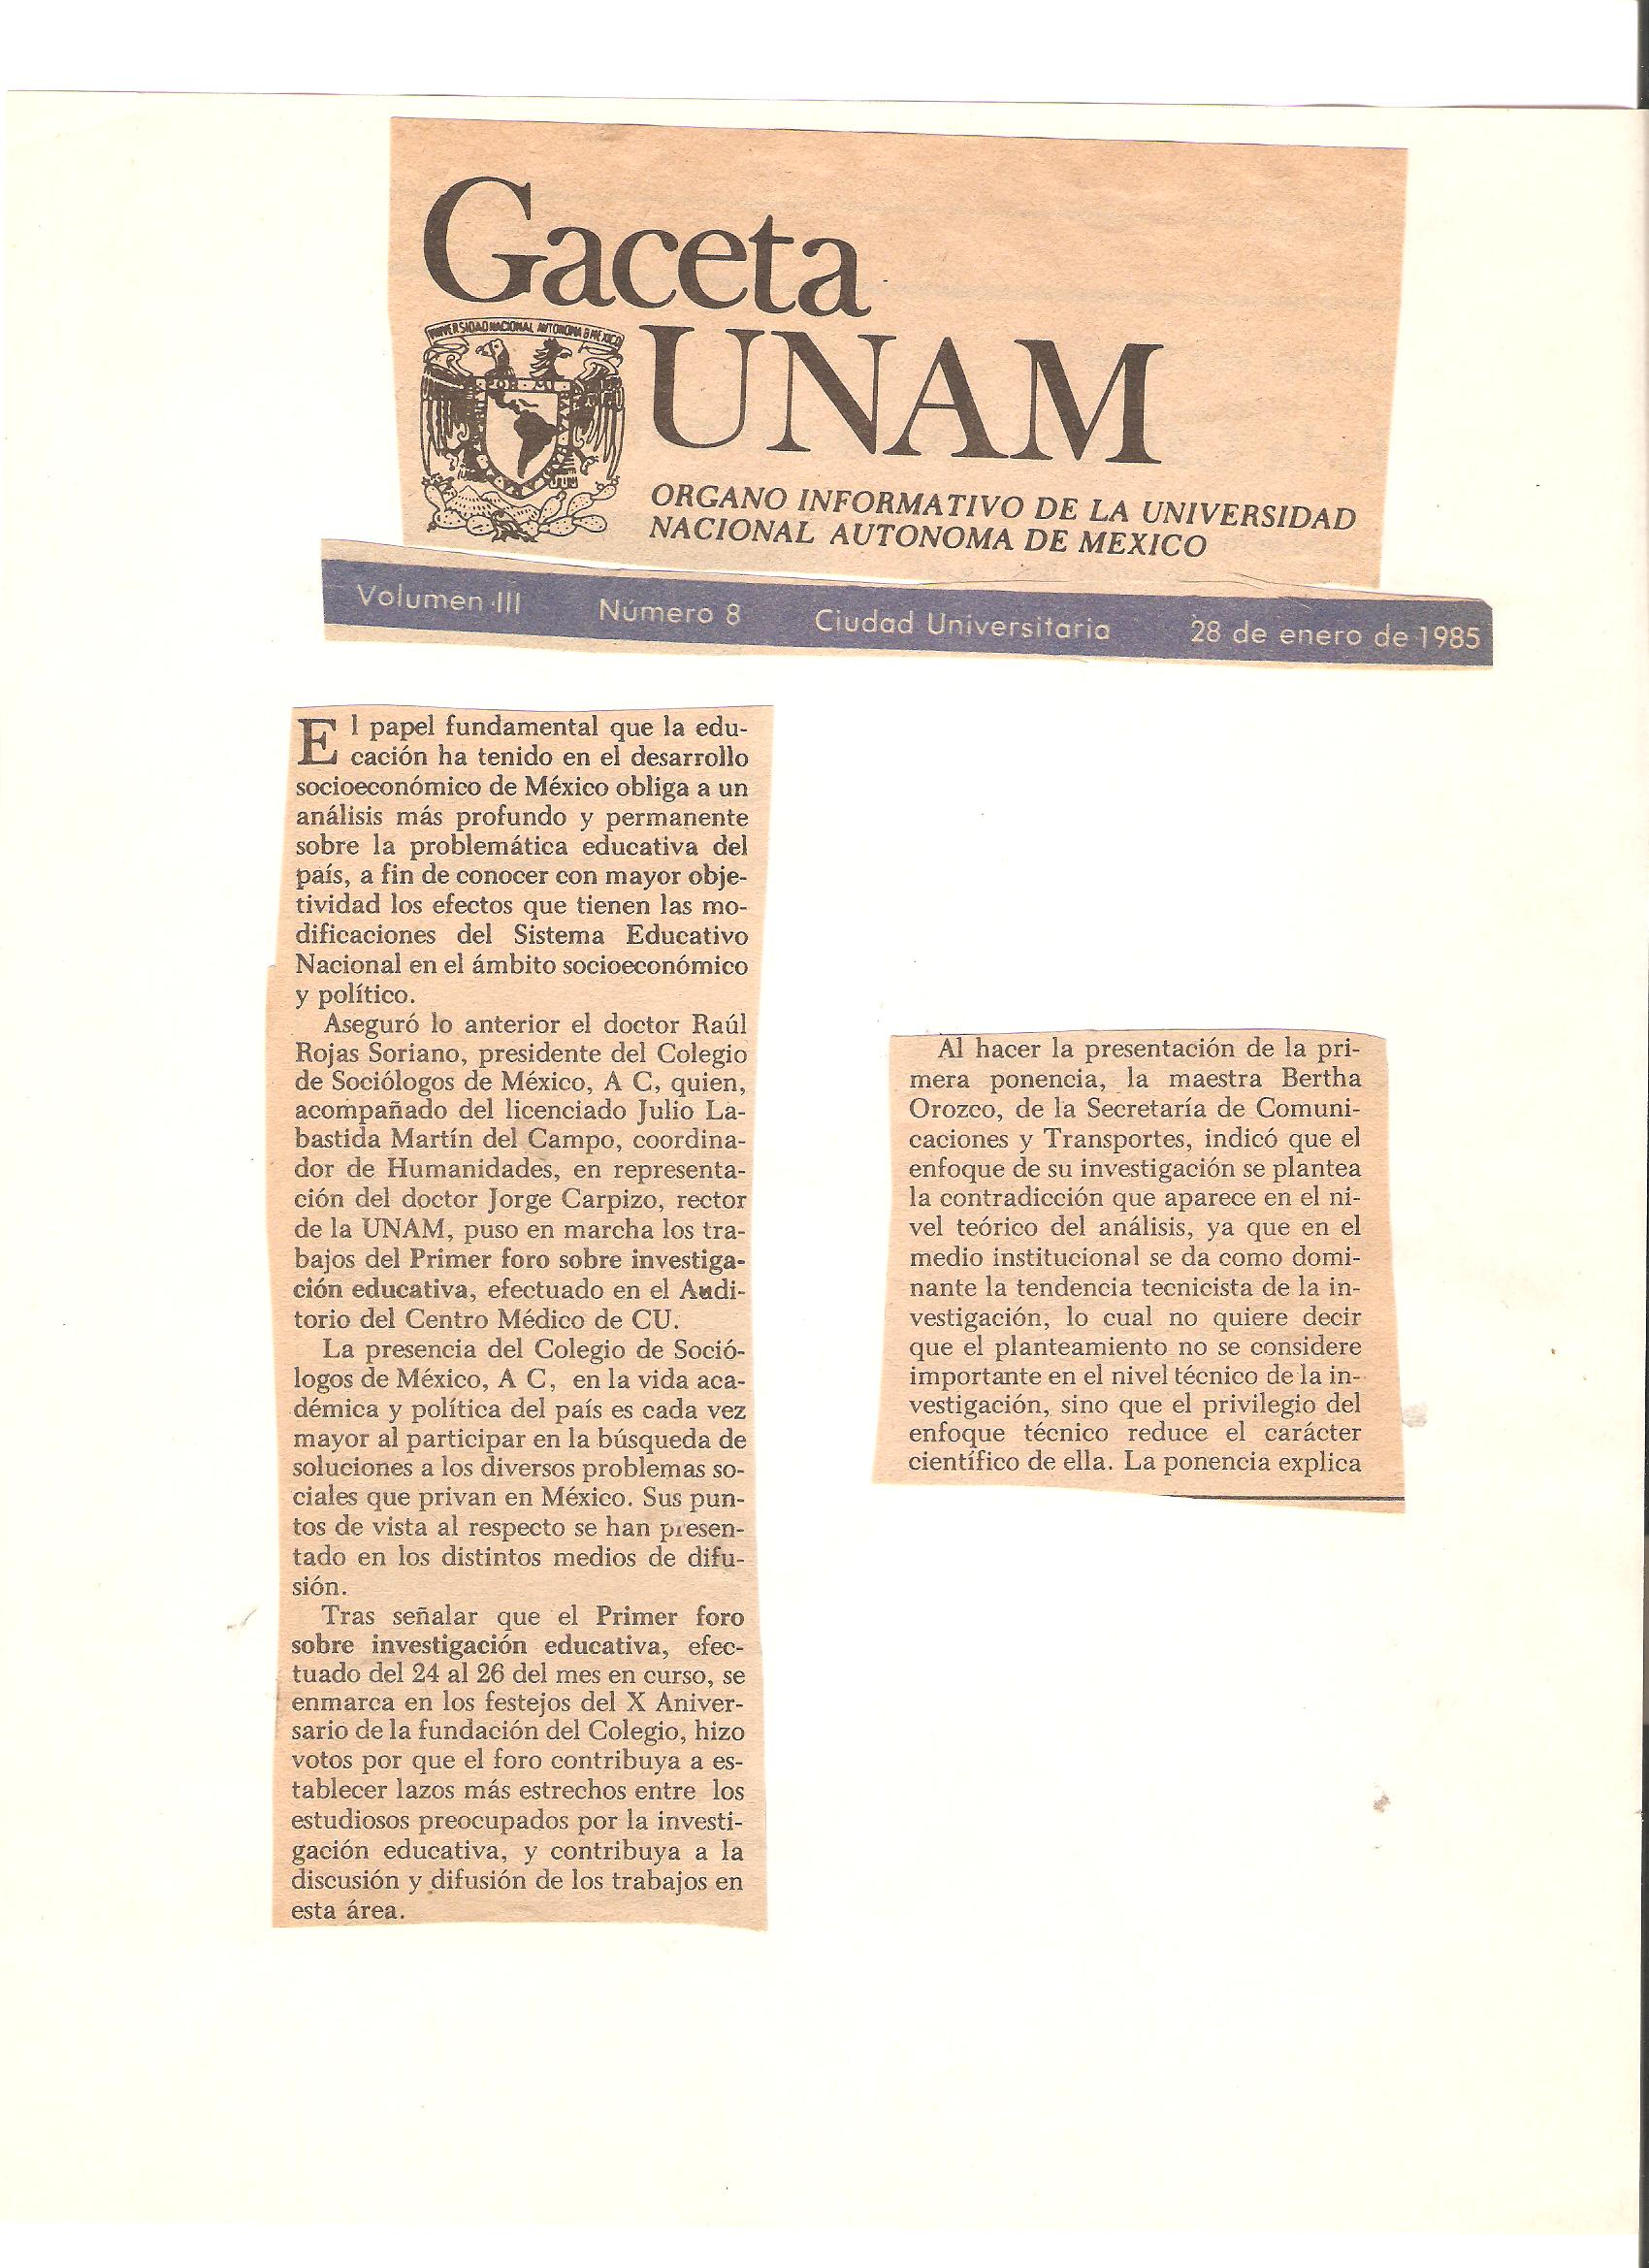 Gaceta
UNIVERSIDAD NACIONAL AUTONOMA DE MEXICO
UNAM
ORGANO INFORMATIVO DE LA UNIVERSIDAD
NACIONAL AUTONOMA DE MEXICO
Volumen III Número 8 Ciudad Universitaria 28 de enero de 1985
El papel fundamental que la edu-
cación ha tenido en el desarrollo
socioeconómico de México obliga a un
análisis más profundo y permanente
sobre la problemática educativa del
país, a fin de conocer con mayor obje-
tividad los efectos que tienen las mo-
dificaciones del Sistema Educativo
Nacional en el ámbito socioeconómico
y político.
Aseguró lo anterior el doctor Raúl
Rojas Soriano, presidente del Colegio
de Sociólogos de México, A C, quien,
acompañado del licenciado Julio La-
bastida Martín del Campo, coordina-
dor de Humanidades, en representa-
ción del doctor Jorge Carpizo, rector
de la UNAM, puso en marcha los tra-
bajos del Primer foro sobre investiga-
ción educativa, efectuado en el Audi-
torio del Centro Médico de CU.
La presencia del Colegio de Soció-
logos de México, A C, en la vida aca-
démica y política del país es cada vez
mayor al participar en la búsqueda de
soluciones a los diversos problemas so-
ciales que privan en México. Sus pun-
tos de vista al respecto se han presen-
tado en los distintos medios de difu-
sión.
Tras señalar que el Primer foro
sobre investigación educativa, efec-
tuado del 24 al 26 del mes en curso, se
enmarca en los festejos del X Aniver-
sario de la fundación del Colegio, hizo
votos por que el foro contribuya a es-
tablecer lazos más estrechos entre los
estudiosos preocupados por la investi-
gación educativa, y contribuya a la
discusión y difusión de los trabajos en
esta área.
Al hacer la presentación de la pri-
mera ponencia, la maestra Bertha
Orozco, de la Secretaría de Comuni-
caciones y Transportes, indicó que el
enfoque de su investigación se plantea
la contradicción que aparece en el ni-
vel teórico del análisis, ya que en el
medio institucional se da como domi-
nante la tendencia tecnicista de la in-
vestigación, lo cual no quiere decir
que el planteamiento no se considere
importante en el nivel técnico de la in-
vestigación, sino que el privilegio del
enfoque técnico reduce el carácter
científico de ella. La ponencia explica